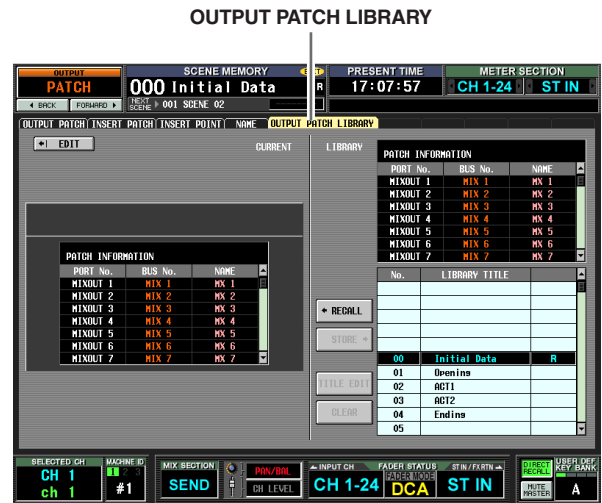 OUTPUT PATCH LIBRARY
OUTPUT
PATCH
BACK FORWARD
SCENE MEMORY
EDIT
000 Initial Data R
NEXT SCENE 001 SCENE 02
PRESENT TIME
17:07:57
METER SECTION
CH 1-24 ST IN
OUTPUT PATCH INSERT PATCH INSERT POINT NAME OUTPUT PATCH LIBRARY
EDIT
CURRENT LIBRARY
PATCH INFORMATION
PORT No. BUS No. NAME
MIXOUT 1 MIX 1 MX 1
MIXOUT 2 MIX 2 MX 2
MIXOUT 3 MIX 3 MX 3
MIXOUT 4 MIX 4 MX 4
MIXOUT 5 MIX 5 MX 5
MIXOUT 6 MIX 6 MX 6
MIXOUT 7 MIX 7 MX 7
PATCH INFORMATION
PORT No. BUS No. NAME
MIXOUT 1 MIX 1 MX 1
MIXOUT 2 MIX 2 MX 2
MIXOUT 3 MIX 3 MX 3
MIXOUT 4 MIX 4 MX 4
MIXOUT 5 MIX 5 MX 5
MIXOUT 6 MIX 6 MX 6
MIXOUT 7 MIX 7 MX 7
RECALL
STORE
TITLE EDIT
CLEAR
No. LIBRARY TITLE
00 Initial Data R
01 Opening
02 ACT1
03 ACT2
04 Ending
05
SELECTED CH
CH 1
ch 1
MACHINE ID
1 2 3
#1
MIX SECTION
SEND
PAN/BAL
CH LEVEL
INPUT CH FADER STATUS ST IN/FXRTN
CH 1-24
FADER MODE
DCA
ST IN
DIRECT RECALL
MUTE MASTER
USER DEF KEY BANK
A